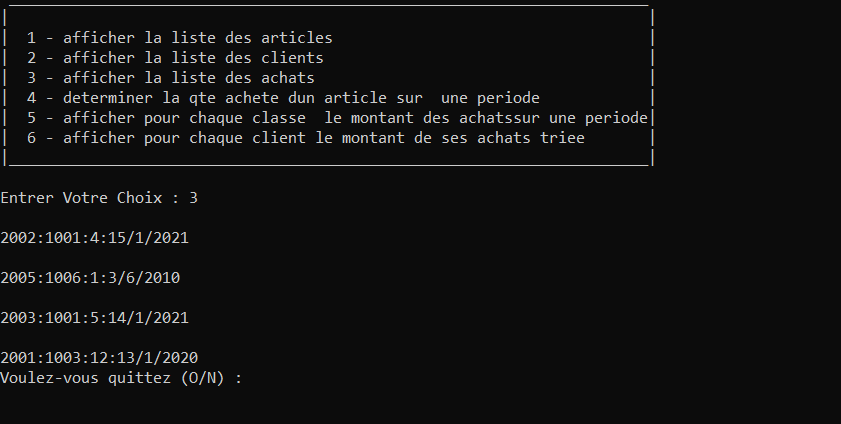 1 - afficher la liste des articles
2 - afficher la liste des clients
3 - afficher la liste des achats
4 - determiner la qte achete dun article sur  une periode
5 - afficher pour chaque classe  le montant des achatssur une periode
6 - afficher pour chaque client le montant de ses achats triee
Entrer Votre Choix : 3
2002:1001:4:15/1/2021
2005:1006:1:3/6/2010
2003:1001:5:14/1/2021
2001:1003:12:13/1/2020
Voulez-vous quittez (O/N) :